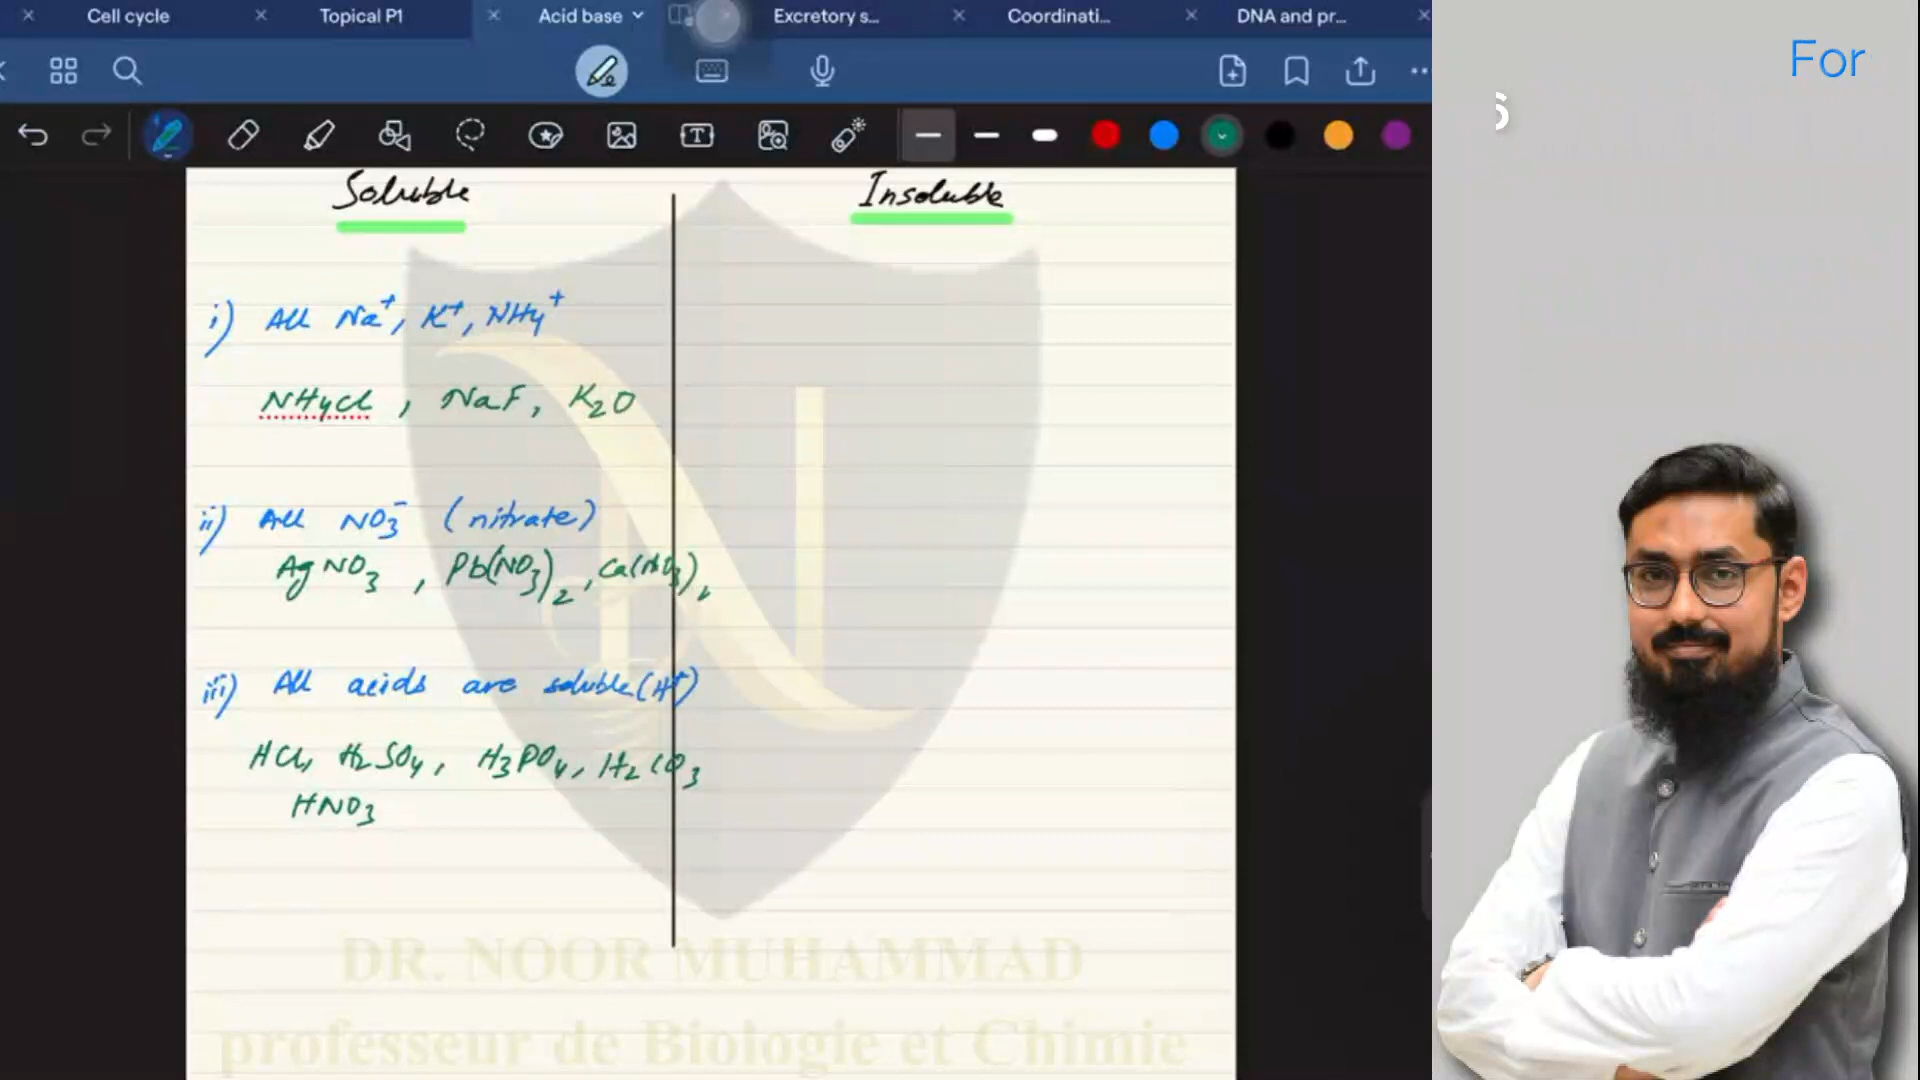 Cell cycle
Topical P1
Acid base
Excretory s...
Coordinati...
DNA and pr...
For
s
Soluble
Insoluble
i) All Na⁺, K⁺, NH₄⁺
NH₄Cl , NaF, K₂O
ii) All NO₃⁻ (nitrate)
AgNO₃ , Pb(NO₃)₂ , Ca(NO₃)₂
iii) All acids are soluble (H⁺)
HCl, H₂SO₄, H₃PO₄, H₂CO₃
HNO₃
DR. NOOR MUHAMMAD
professeur de Biologie et Chimie